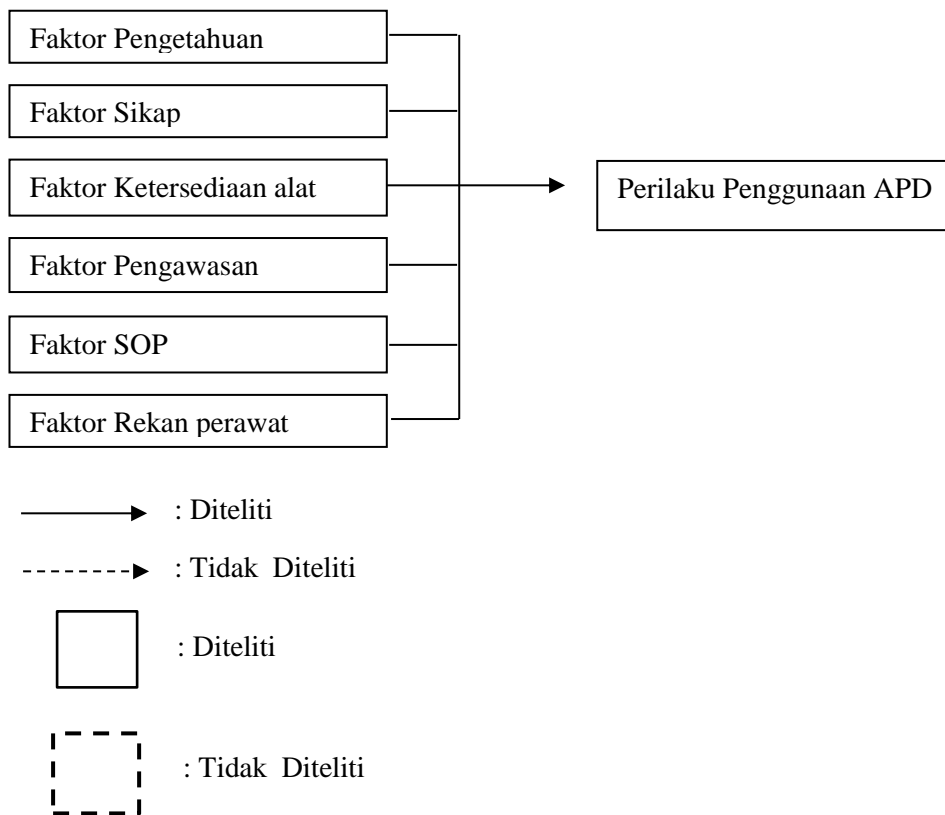 Faktor Pengetahuan
Faktor Sikap
Faktor Ketersediaan alat
Perilaku Penggunaan APD
Faktor Pengawasan
Faktor SOP
Faktor Rekan perawat
: Diteliti
: Tidak Diteliti
: Diteliti
: Tidak Diteliti